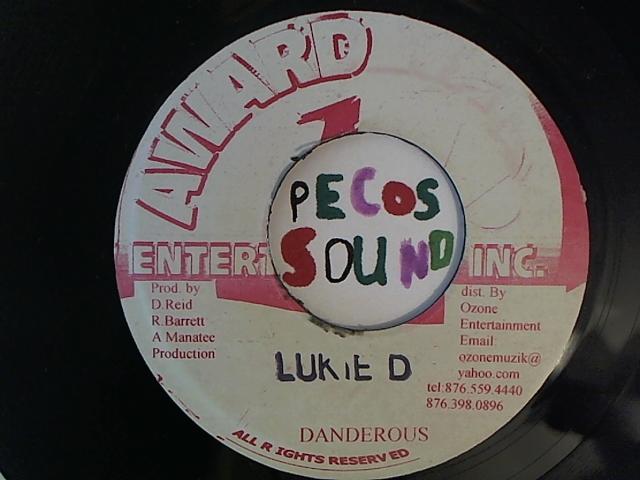 AWARD
1
PECOS
SOUND
ENTERT INC.
Prod. by
D.Reid
R.Barrett
A Manatee
Production
dist. By
Ozone
Entertainment
Email
ozonemuzik@
yahoo.com
tel:876.559.4440
876.398.0896
LUKIE D
DANDEROUS
ALL R IGHTS RESERV ED